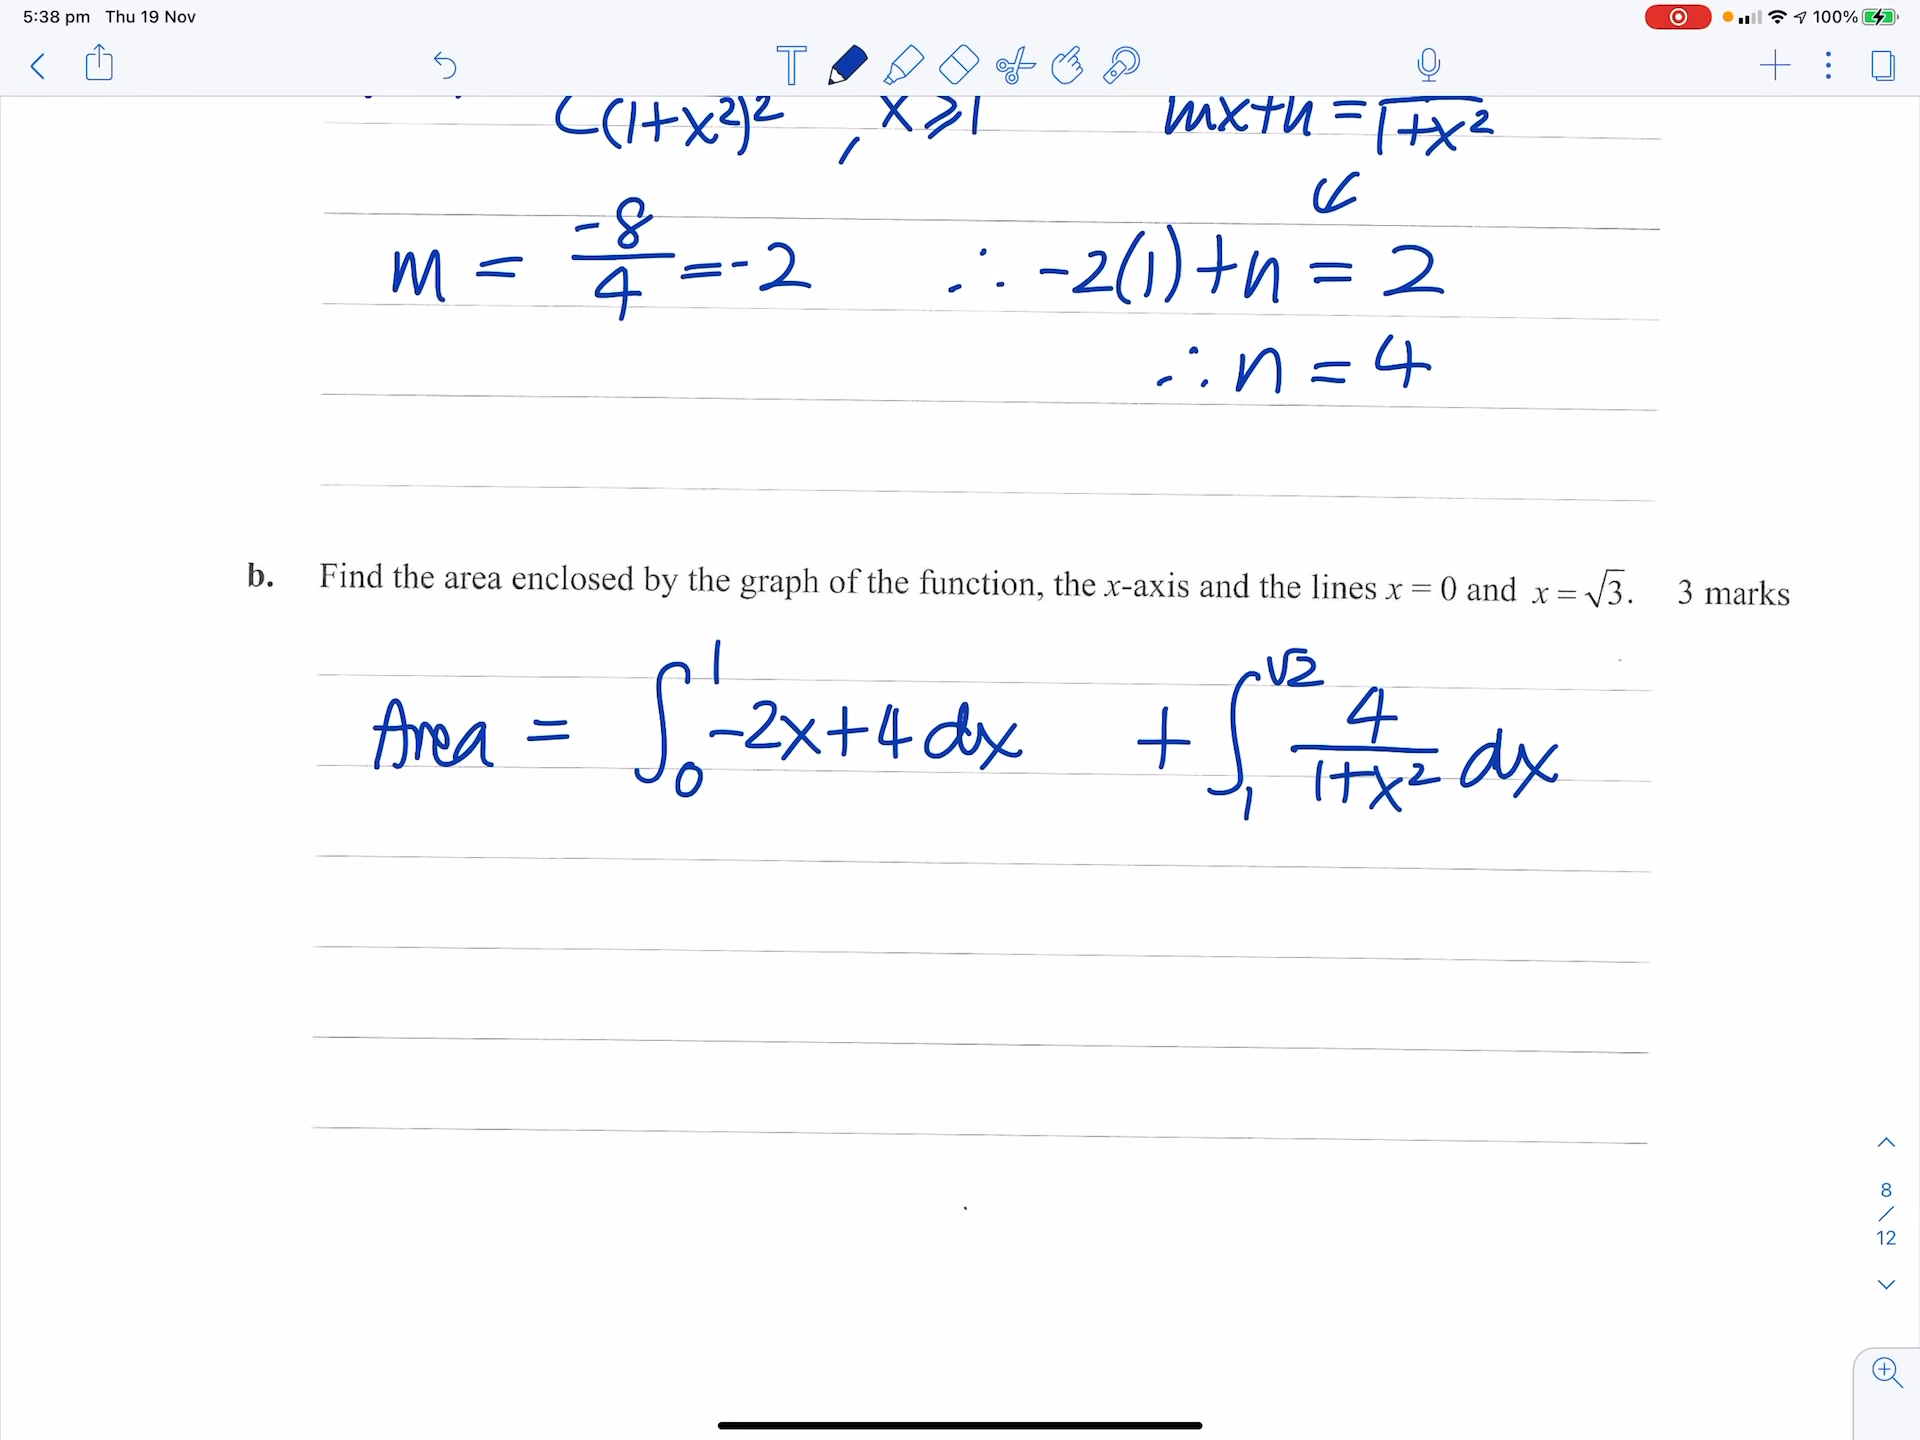 5:38 pm Thu 19 Nov 100%
T
(1+x²)² , x ⩾ 1 mx+n = 1+x²
m = -8/4 = -2 ∴ -2(1)+n = 2
∴ n = 4
b. Find the area enclosed by the graph of the function, the x-axis and the lines x = 0 and x = √3. 3 marks
Area = ∫₀¹ -2x+4 dx + ∫₁^√2 4/(1+x²) dx
8
/
12